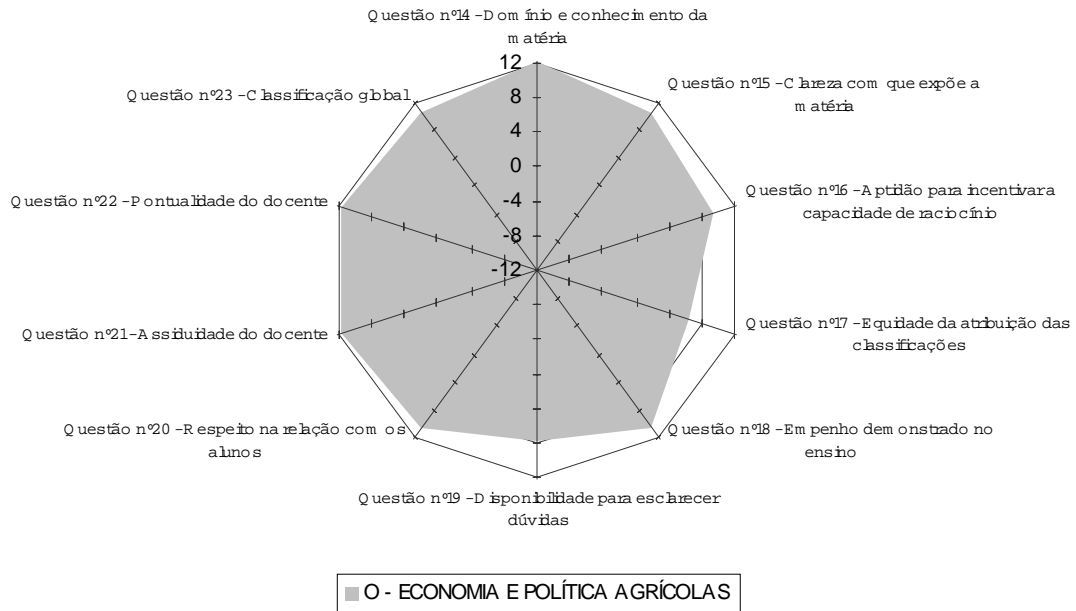 Questão nº14 - Domínio e conhecimento da
matéria
Questão nº15 - Clareza com que expõe a
matéria
Questão nº16 - Aptidão para incentivar a
capacidade de raciocínio
Questão nº17 - Equidade da atribuição das
classificações
Questão nº18 - Empenho demonstrado no
ensino
Questão nº19 - Disponibilidade para esclarecer
dúvidas
Questão nº20 - Respeito na relação com os
alunos
Questão nº21 - Assiduidade do docente
Questão nº22 - Pontualidade do docente
Questão nº23 - Classificação global
12
8
4
0
-4
-8
-12
O - ECONOMIA E POLÍTICA AGRÍCOLAS